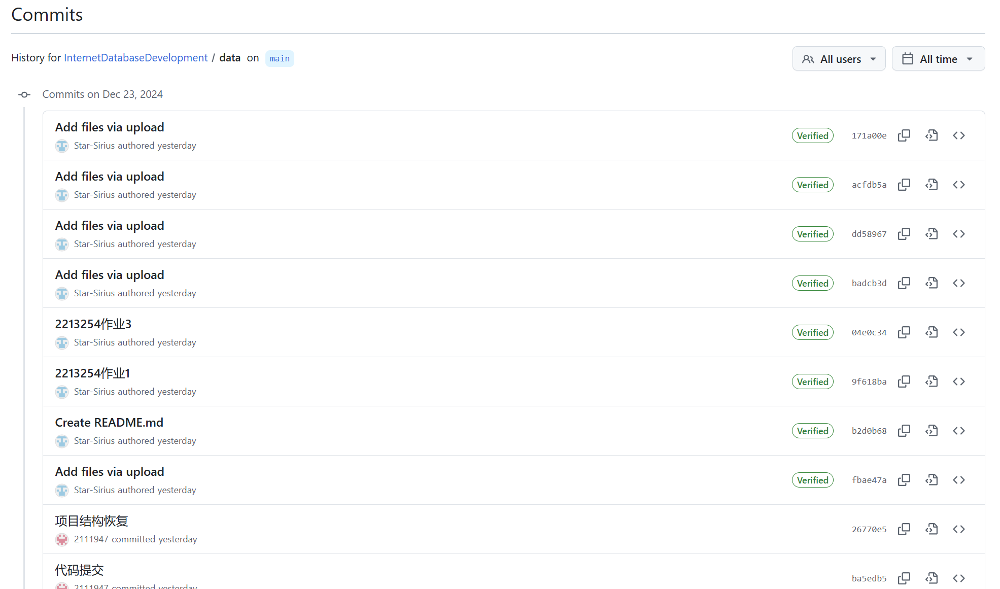 Commits
History for InternetDatabaseDevelopment / data on main
All users
All time
Commits on Dec 23, 2024
Add files via upload
Star-Sirius authored yesterday
Verified
171a00e
Add files via upload
Star-Sirius authored yesterday
Verified
acfdb5a
Add files via upload
Star-Sirius authored yesterday
Verified
dd58967
Add files via upload
Star-Sirius authored yesterday
Verified
badcb3d
2213254作业3
Star-Sirius authored yesterday
Verified
04e0c34
2213254作业1
Star-Sirius authored yesterday
Verified
9f618ba
Create README.md
Star-Sirius authored yesterday
Verified
b2d0b68
Add files via upload
Star-Sirius authored yesterday
Verified
fbae47a
项目结构恢复
2111947 committed yesterday
26770e5
代码提交
2111947 committed yesterday
ba5edb5